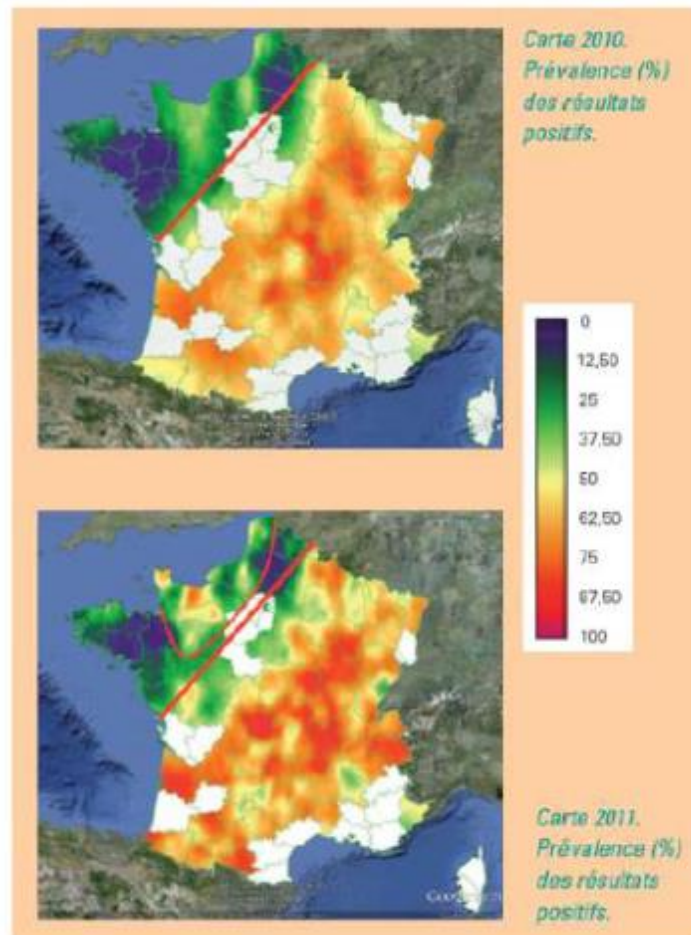 Carte 2010.
Prévalence (%)
des résultats
positifs.
0
12,50
25
37,50
50
62,50
75
87,50
100
Carte 2011.
Prévalence (%)
des résultats
positifs.